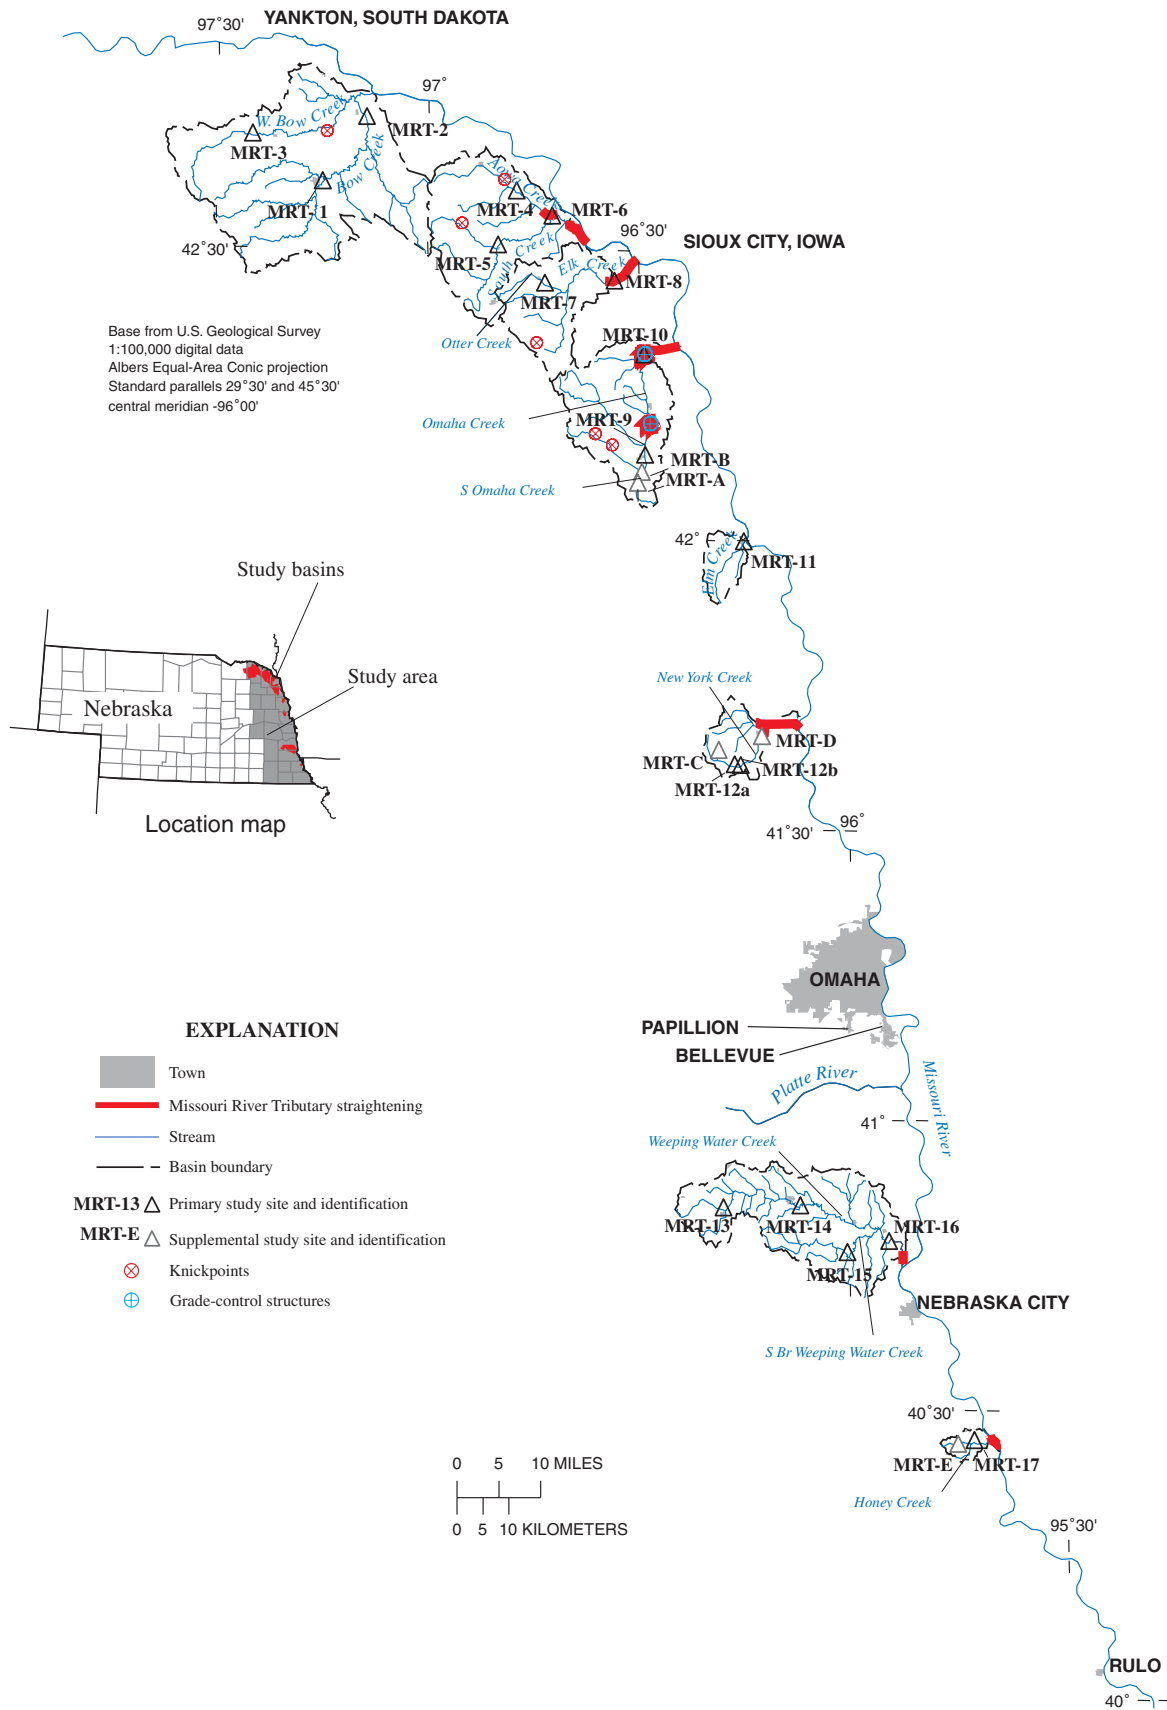 YANKTON, SOUTH DAKOTA
97˚30'
97˚
W. Bow Creek
MRT-2
MRT-3
Bow Creek
Aowa Creek
MRT-1
MRT-4
MRT-6
96˚30'
SIOUX CITY, IOWA
42˚30'
MRT-5
South Creek
Elk Creek
MRT-8
MRT-7
Base from U.S. Geological Survey
1:100,000 digital data
Albers Equal-Area Conic projection
Standard parallels 29˚30' and 45˚30'
central meridian -96˚00'
Otter Creek
MRT-10
Omaha Creek
MRT-9
MRT-B
MRT-A
S Omaha Creek
42˚
Elm Creek
MRT-11
Study basins
Study area
Nebraska
Location map
New York Creek
MRT-D
MRT-C
MRT-12b
MRT-12a
41˚30'
96˚
OMAHA
PAPILLION
BELLEVUE
Platte River
Missouri River
41˚
Weeping Water Creek
EXPLANATION
Town
Missouri River Tributary straightening
Stream
Basin boundary
MRT-13 Primary study site and identification
MRT-E Supplemental study site and identification
Knickpoints
Grade-control structures
MRT-13
MRT-14
MRT-16
MRT-15
NEBRASKA CITY
S Br Weeping Water Creek
40˚30'
MRT-E
MRT-17
Honey Creek
0 5 10 MILES
0 5 10 KILOMETERS
95˚30'
RULO
40˚